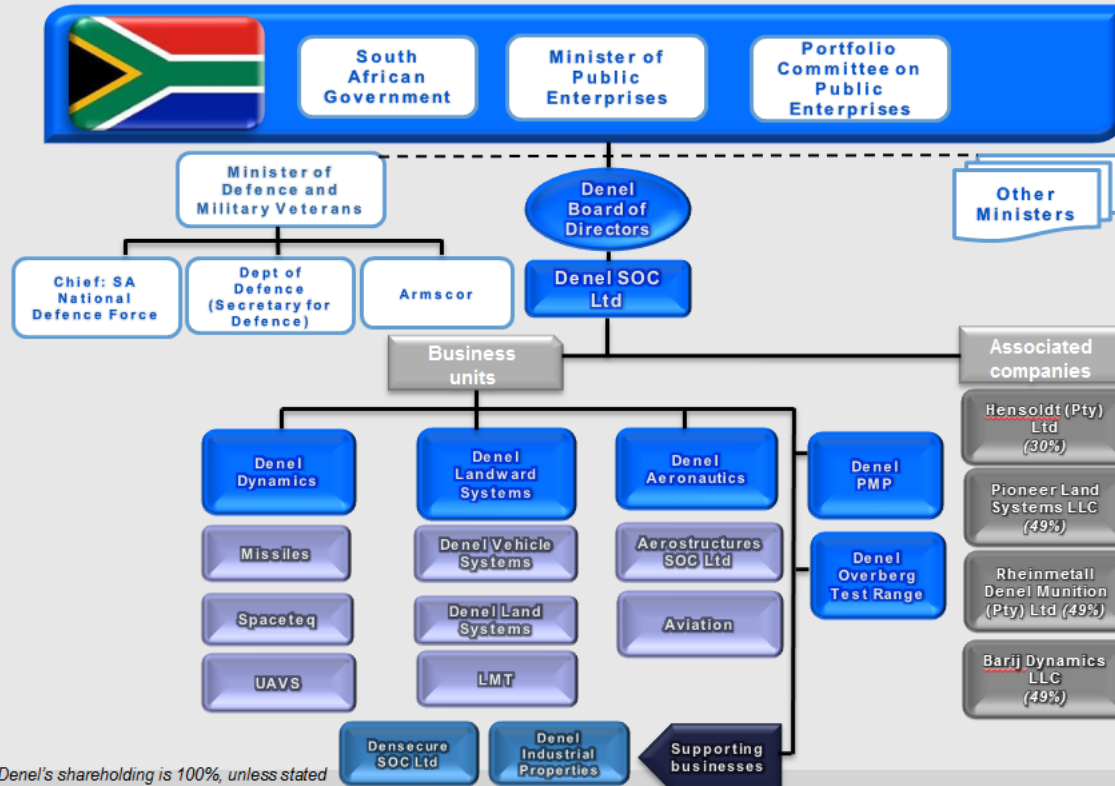 South
African
Government
Minister of
Public
Enterprises
Portfolio
Committee on
Public
Enterprises
Minister of
Defence and
Military Veterans
Denel
Board of
Directors
Other
Ministers
Chief: SA
National
Defence Force
Dept of
Defence
(Secretary for
Defence)
Armscor
Denel SOC
Ltd
Business
units
Associated
companies
Denel
Dynamics
Missiles
Spaceteq
UAVS
Denel
Landward
Systems
Denel Vehicle
Systems
Denel Land
Systems
LMT
Denel
Aeronautics
Aerostructures
SOC Ltd
Aviation
Denel
PMP
Denel
Overberg
Test Range
Hensoldt (Pty)
Ltd
(30%)
Pioneer Land
Systems LLC
(49%)
Rheinmetall
Denel Munition
(Pty) Ltd (49%)
Barij Dynamics
LLC
(49%)
Densecure
SOC Ltd
Denel
Industrial
Properties
Supporting
businesses
Denel's shareholding is 100%, unless stated